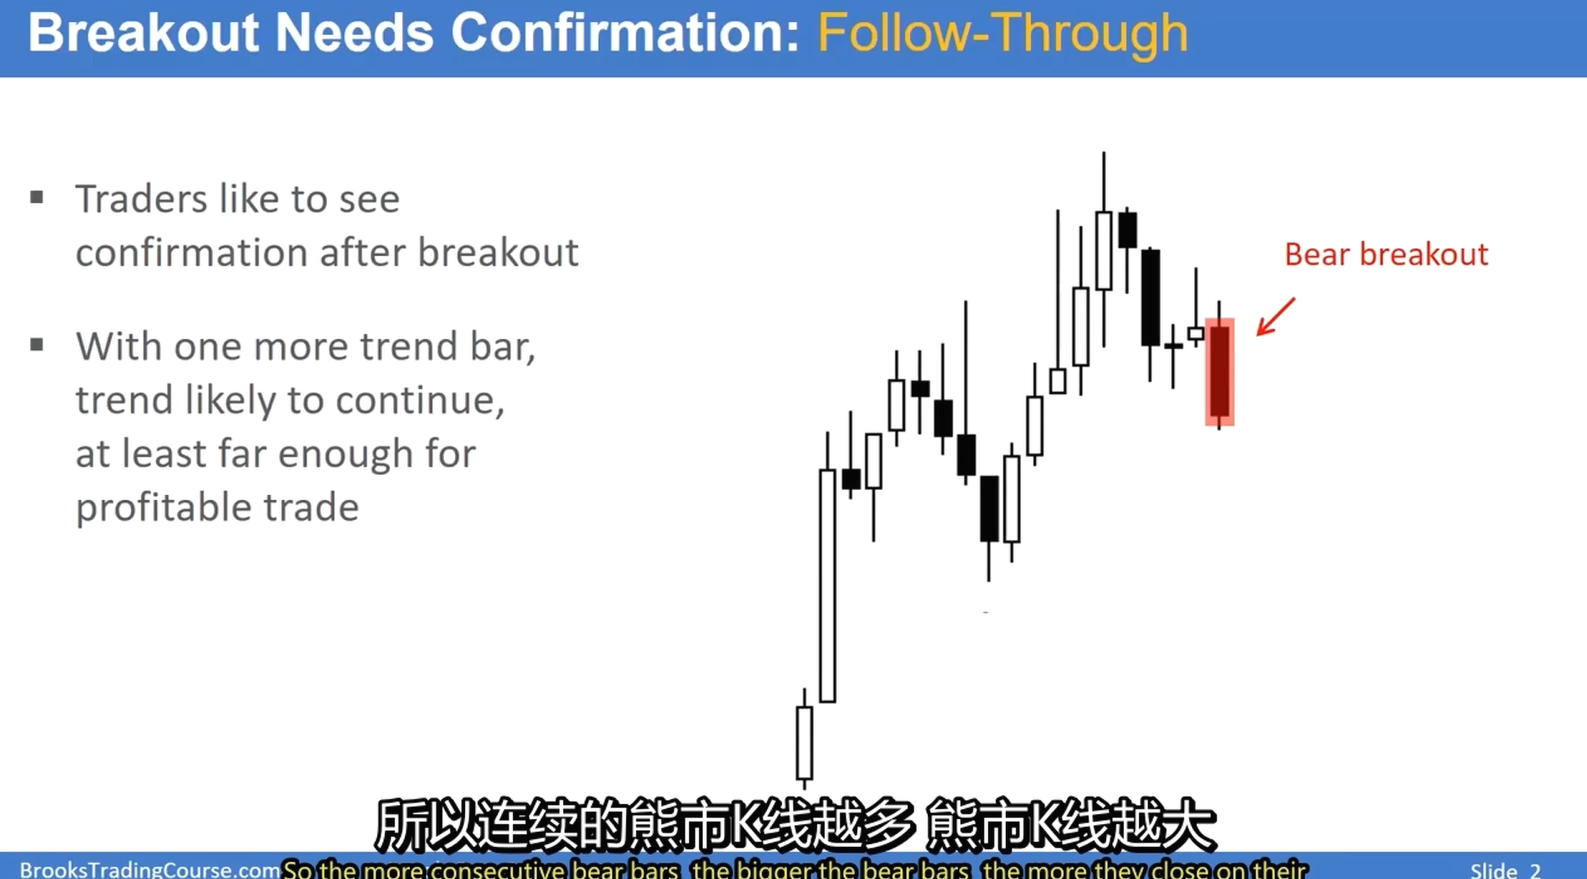 Breakout Needs Confirmation: Follow-Through
Traders like to see
confirmation after breakout
With one more trend bar,
trend likely to continue,
at least far enough for
profitable trade
Bear breakout
所以连续的熊市K线越多 熊市K线越大
BrooksTradingCourse.com
So the more consecutive bear bars, the bigger the bear bars, the more they close on their
Slide 2